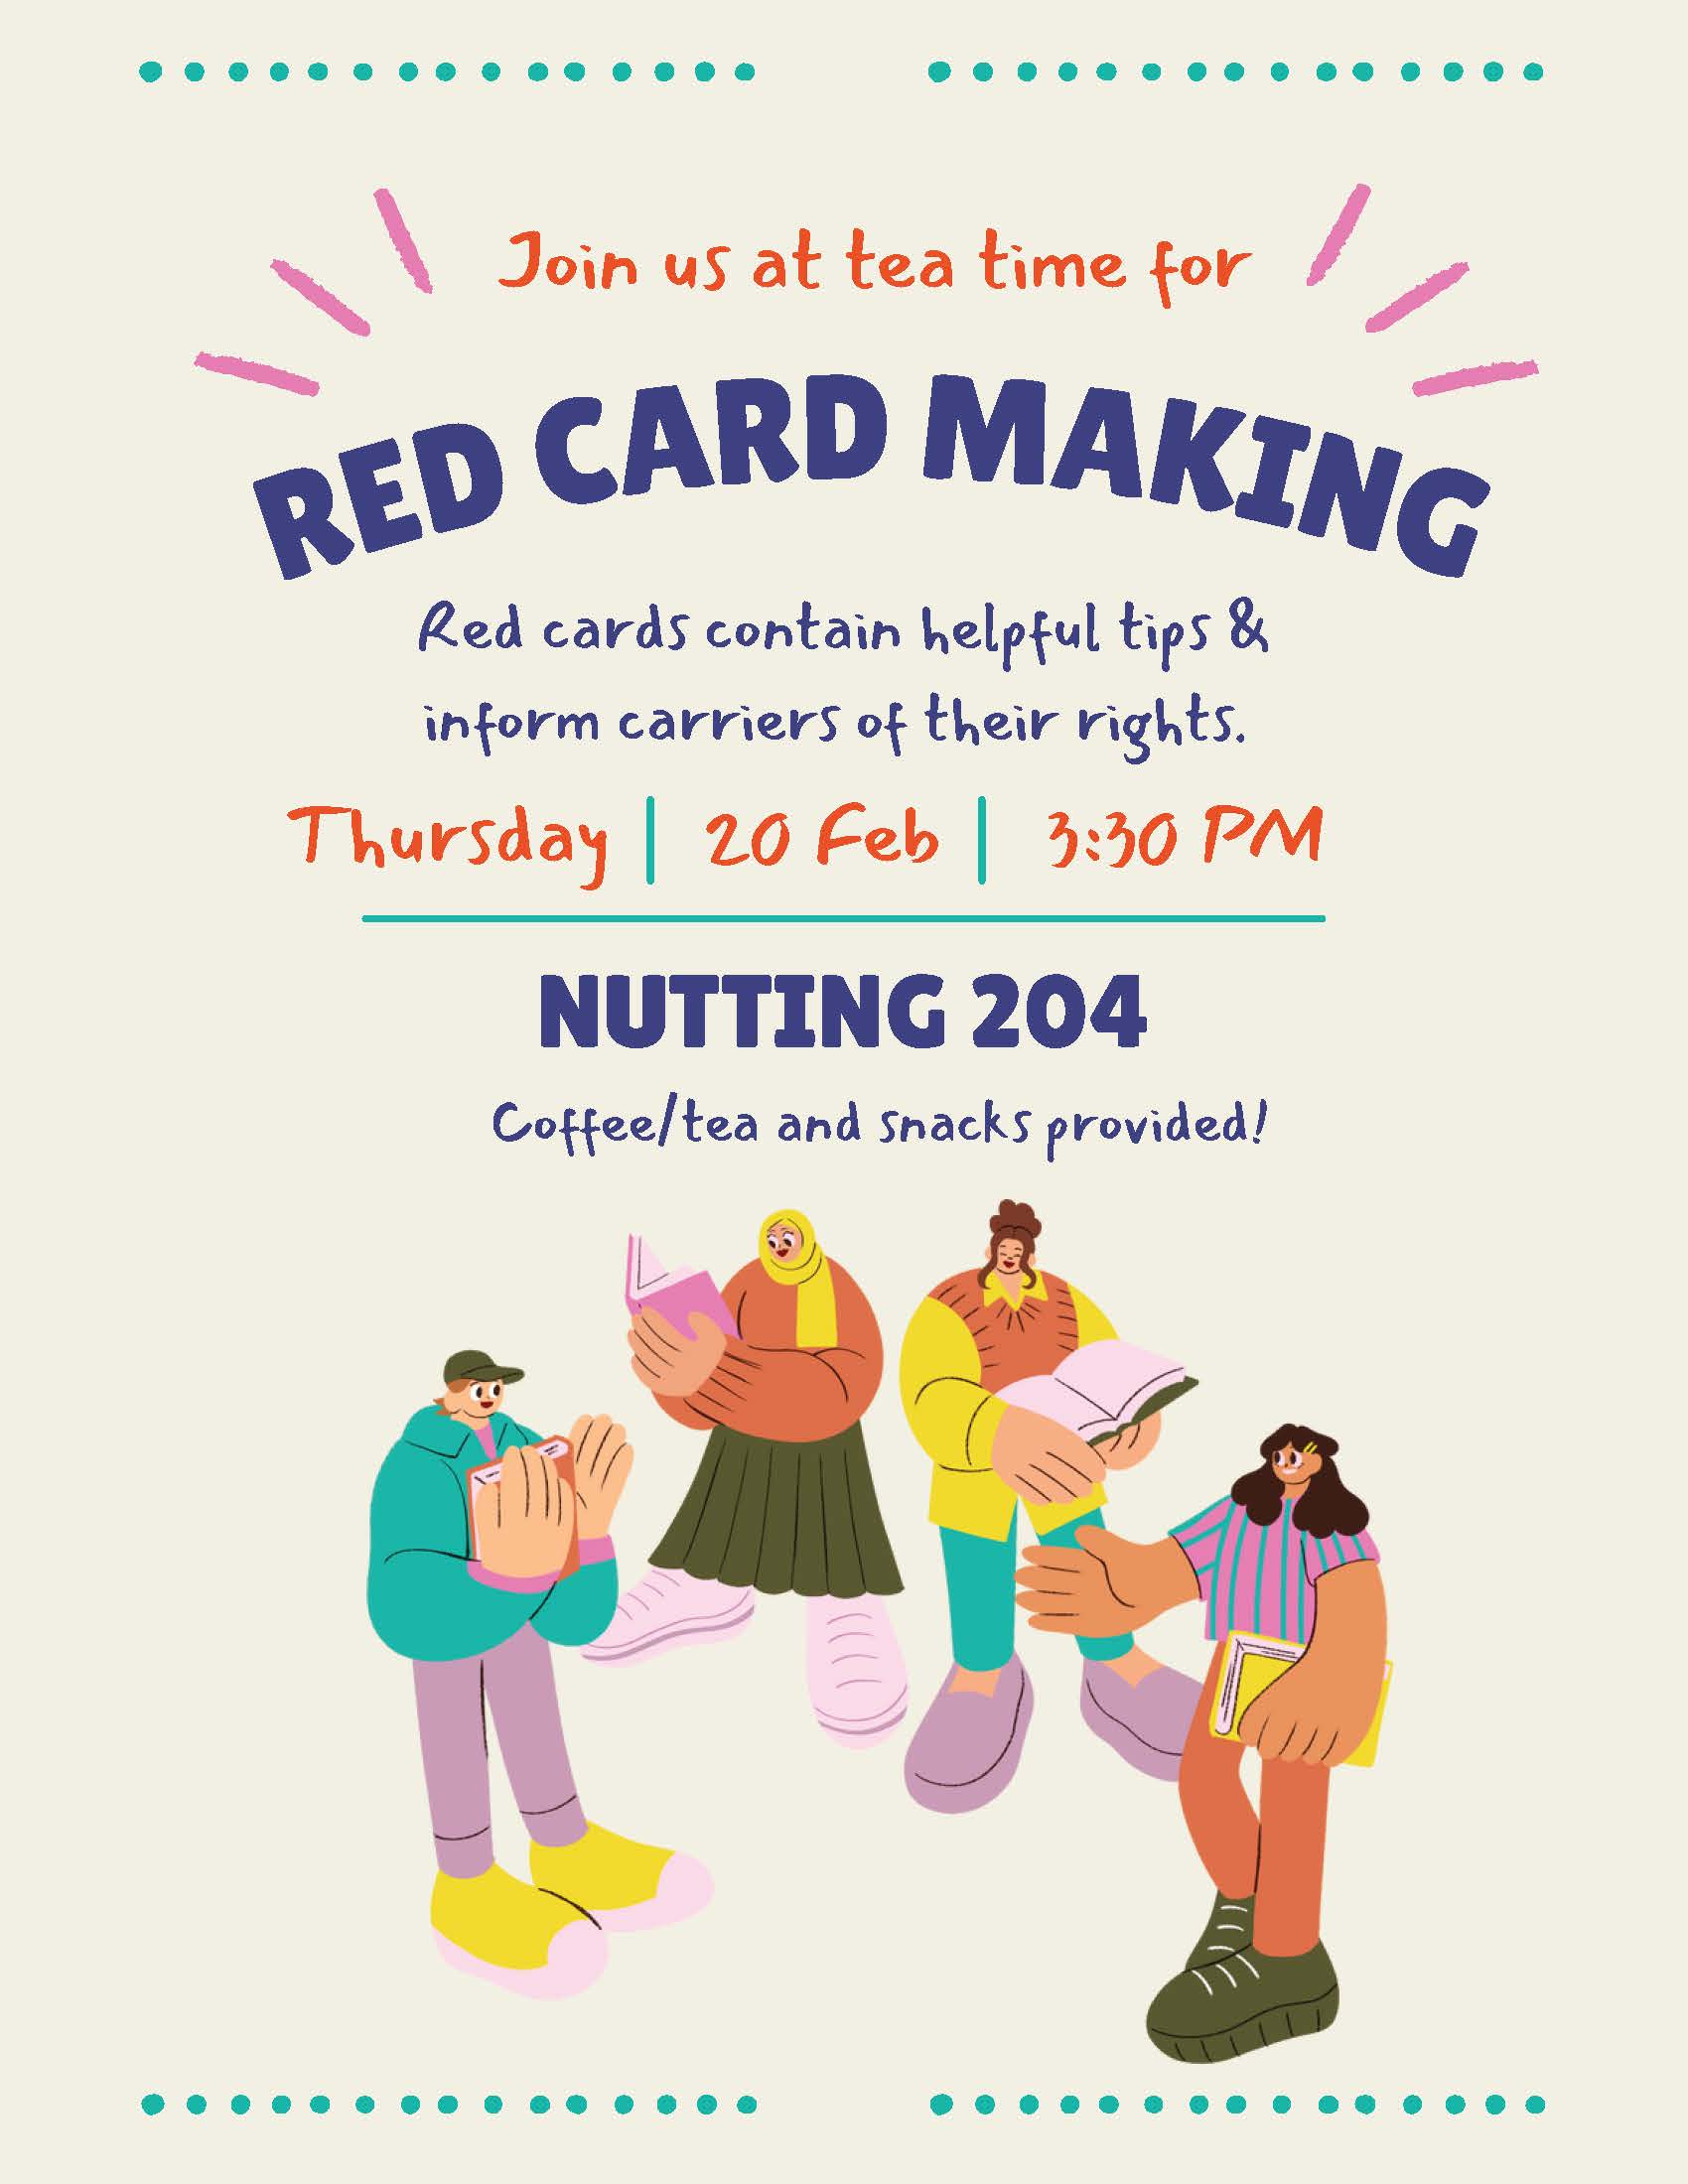 Join us at tea time for
RED CARD MAKING
Red cards contain helpful tips &
inform carriers of their rights.
Thursday | 20 Feb | 3:30 PM
NUTTING 204
Coffee/tea and snacks provided!